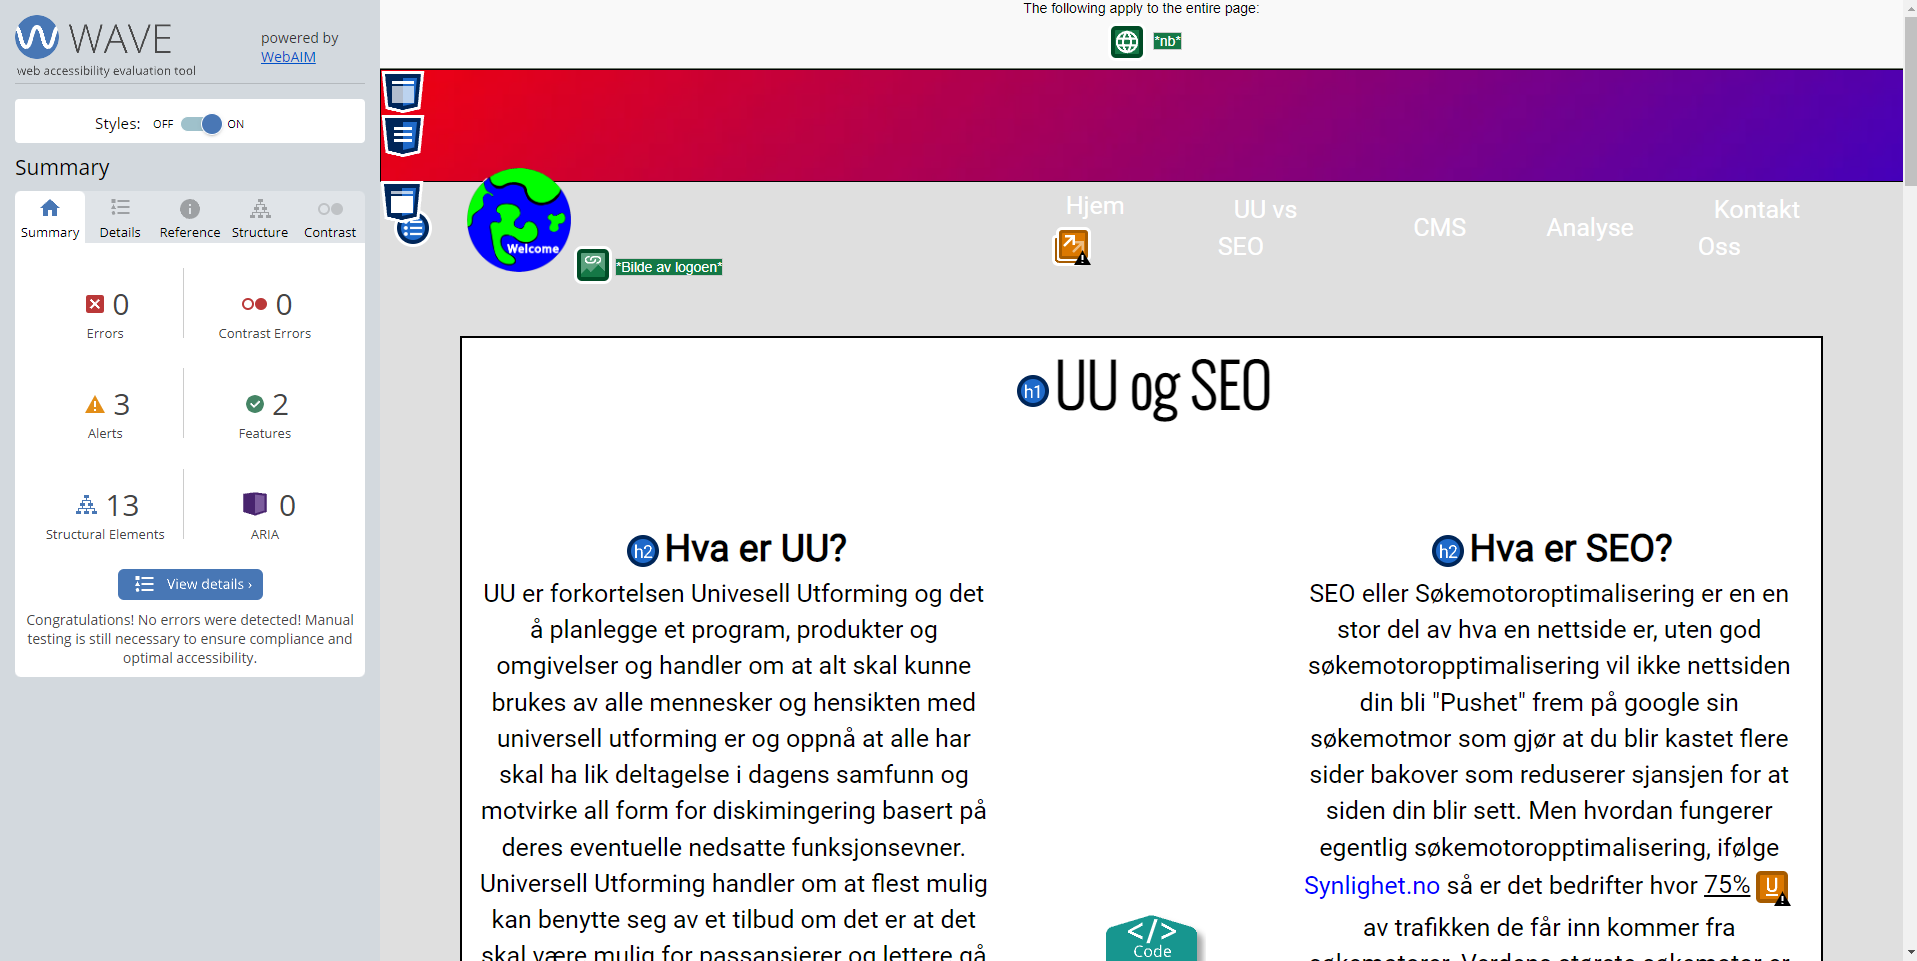 WAVE
web accessibility evaluation tool
powered by
WebAIM
Styles: OFF ON
Summary
Summary Details Reference Structure Contrast
0
Errors
0
Contrast Errors
3
Alerts
2
Features
13
Structural Elements
0
ARIA
View details ›
Congratulations! No errors were detected! Manual
testing is still necessary to ensure compliance and
optimal accessibility.
The following apply to the entire page:
*nb*
Welcome
*Bilde av logoen*
Hjem
UU vs
SEO
CMS
Analyse
Kontakt
Oss
h1 UU og SEO
h2 Hva er UU?
UU er forkortelsen Univesell Utforming og det
å planlegge et program, produkter og
omgivelser og handler om at alt skal kunne
brukes av alle mennesker og hensikten med
universell utforming er og oppnå at alle har
skal ha lik deltagelse i dagens samfunn og
motvirke all form for diskimingering basert på
deres eventuelle nedsatte funksjonsevner.
Universell Utforming handler om at flest mulig
kan benytte seg av et tilbud om det er at det
skal være mulig for passansjerer og lettere gå
h2 Hva er SEO?
SEO eller Søkemotoroptimalisering er en en
stor del av hva en nettside er, uten god
søkemotoropptimalisering vil ikke nettsiden
din bli "Pushet" frem på google sin
søkemotmor som gjør at du blir kastet flere
sider bakover som reduserer sjansjen for at
siden din blir sett. Men hvordan fungerer
egentlig søkemotoropptimalisering, ifølge
Synlighet.no så er det bedrifter hvor 75% U
av trafikken de får inn kommer fra
søkemotorer. Verdens største søkemotor er
</> 
Code